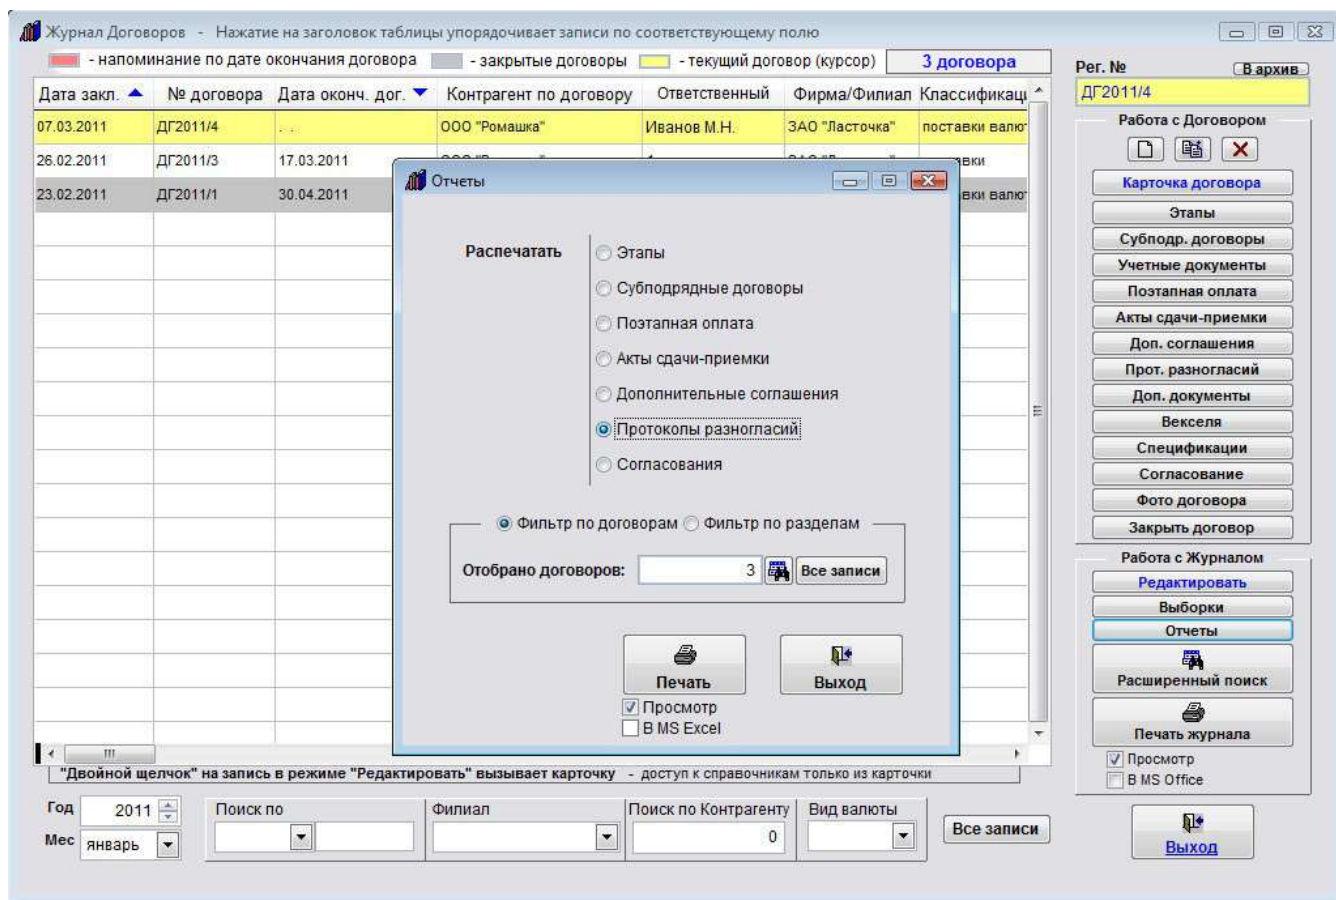 Журнал Договоров - Нажатие на заголовок таблицы упорядочивает записи по соответствующему полю
- напоминание по дате окончания договора - закрытые договоры - текущий договор (курсор) 3 договора
Рег. № В архив
ДГ2011/4
Дата закл. № договора Дата оконч. дог. Контрагент по договору Ответственный Фирма/Филиал Классификац
07.03.2011 ДГ2011/4 . . ООО "Ромашка" Иванов М.Н. ЗАО "Ласточка" поставки валют
26.02.2011 ДГ2011/3 17.03.2011
23.02.2011 ДГ2011/1 30.04.2011
Отчеты
Распечатать
Этапы
Субподрядные договоры
Поэтапная оплата
Акты сдачи-приемки
Дополнительные соглашения
Протоколы разногласий
Согласования
Фильтр по договорам Фильтр по разделам
Отобрано договоров: 3 Все записи
Печать Выход
Просмотр
В MS Excel
Работа с Договором
Карточка договора
Этапы
Субподр. договоры
Учетные документы
Поэтапная оплата
Акты сдачи-приемки
Доп. соглашения
Прот. разногласий
Доп. документы
Векселя
Спецификации
Согласование
Фото договора
Закрыть договор
Работа с Журналом
Редактировать
Выборки
Отчеты
Расширенный поиск
Печать журнала
Просмотр
В MS Office
Выход
"Двойной щелчок" на запись в режиме "Редактировать" вызывает карточку - доступ к справочникам только из карточки
Год 2011 Поиск по Филиал Поиск по Контрагенту Вид валюты
Мес январь 0 Все записи